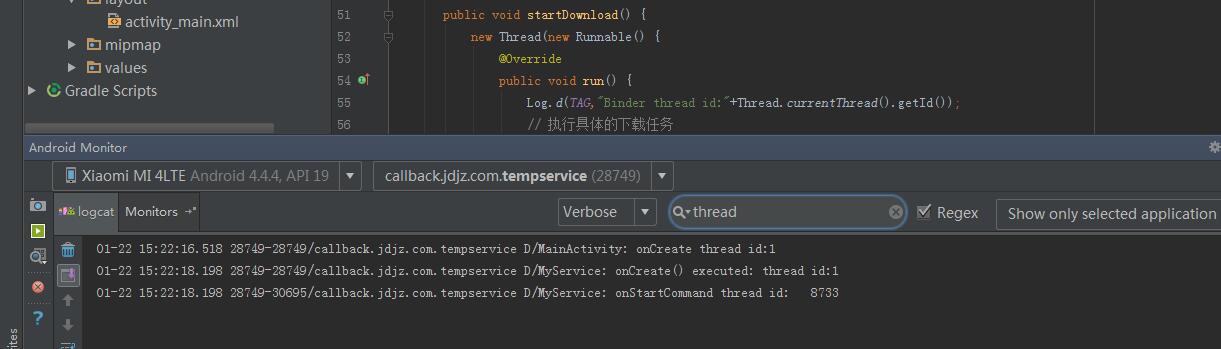 layout
activity_main.xml
mipmap
values
Gradle Scripts
51 public void startDownload() {
52 new Thread(new Runnable() {
53 @Override
54 public void run() {
55 Log.d(TAG,"Binder thread id:"+Thread.currentThread().getId());
56 // 执行具体的下载任务
Android Monitor
Xiaomi MI 4LTE Android 4.4.4, API 19
callback.jdjz.com.tempservice (28749)
logcat
Monitors
Verbose
thread
Regex
Show only selected application
01-22 15:22:16.518 28749-28749/callback.jdjz.com.tempservice D/MainActivity: onCreate thread id:1
01-22 15:22:18.198 28749-28749/callback.jdjz.com.tempservice D/MyService: onCreate() executed: thread id:1
01-22 15:22:18.198 28749-30695/callback.jdjz.com.tempservice D/MyService: onStartCommand thread id: 8733
ites